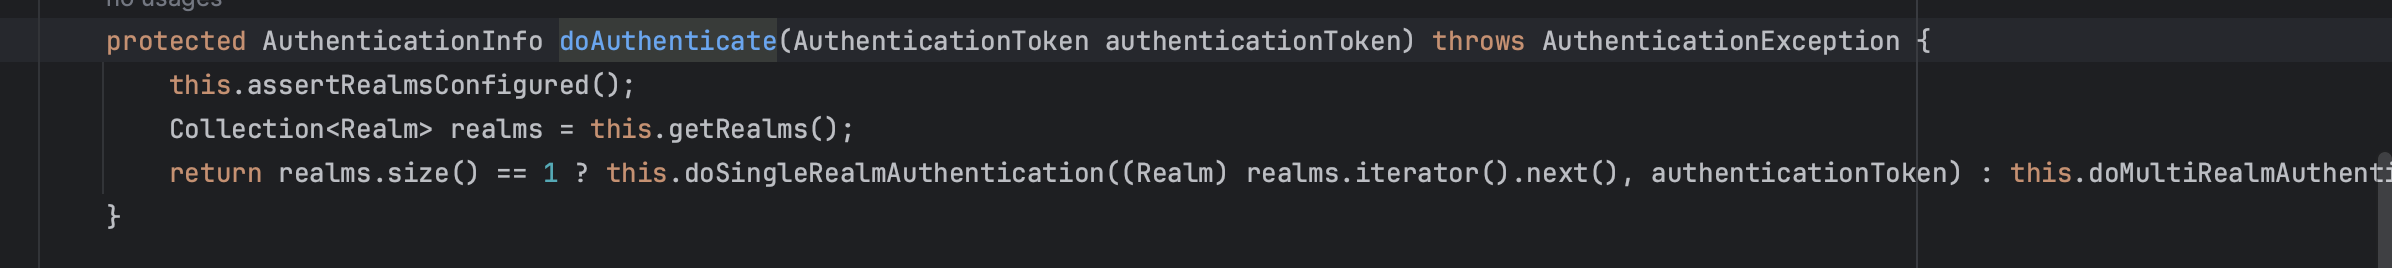 no usages
protected AuthenticationInfo doAuthenticate(AuthenticationToken authenticationToken) throws AuthenticationException {
this.assertRealmsConfigured();
Collection<Realm> realms = this.getRealms();
return realms.size() == 1 ? this.doSingleRealmAuthentication((Realm) realms.iterator().next(), authenticationToken) : this.doMultiRealmAuthenti
}